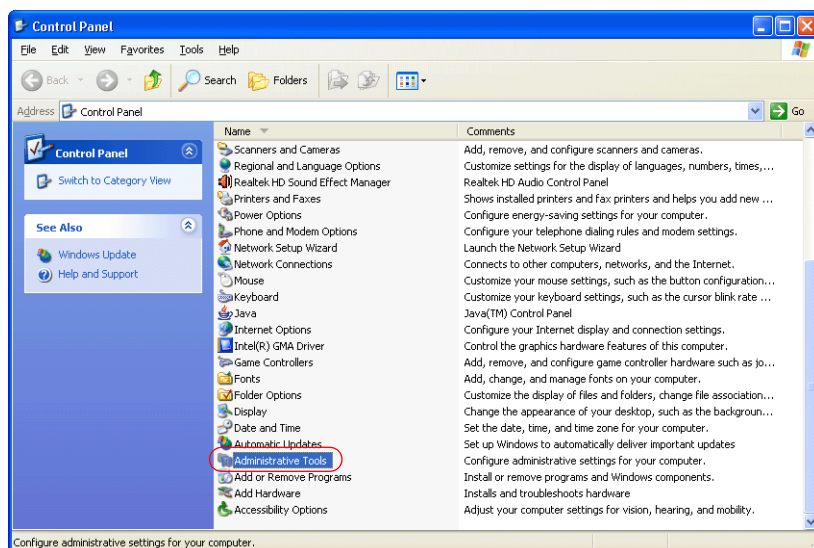 Control Panel
File Edit View Favorites Tools Help
Back Search Folders
Address Control Panel Go
Control Panel
Switch to Category View
See Also
Windows Update
Help and Support
Name Comments
Scanners and Cameras Add, remove, and configure scanners and cameras.
Regional and Language Options Customize settings for the display of languages, numbers, times,...
Realtek HD Sound Effect Manager Realtek HD Audio Control Panel
Printers and Faxes Shows installed printers and fax printers and helps you add new ...
Power Options Configure energy-saving settings for your computer.
Phone and Modem Options Configure your telephone dialing rules and modem settings.
Network Setup Wizard Launch the Network Setup Wizard
Network Connections Connects to other computers, networks, and the Internet.
Mouse Customize your mouse settings, such as the button configuration...
Keyboard Customize your keyboard settings, such as the cursor blink rate ...
Java Java(TM) Control Panel
Internet Options Configure your Internet display and connection settings.
Intel(R) GMA Driver Control the graphics hardware features of this computer.
Game Controllers Add, remove, and configure game controller hardware such as jo...
Fonts Add, change, and manage fonts on your computer.
Folder Options Customize the display of files and folders, change file association...
Display Change the appearance of your desktop, such as the backgroun...
Date and Time Set the date, time, and time zone for your computer.
Automatic Updates Set up Windows to automatically deliver important updates
Administrative Tools Configure administrative settings for your computer.
Add or Remove Programs Install or remove programs and Windows components.
Add Hardware Installs and troubleshoots hardware
Accessibility Options Adjust your computer settings for vision, hearing, and mobility.
Configure administrative settings for your computer.